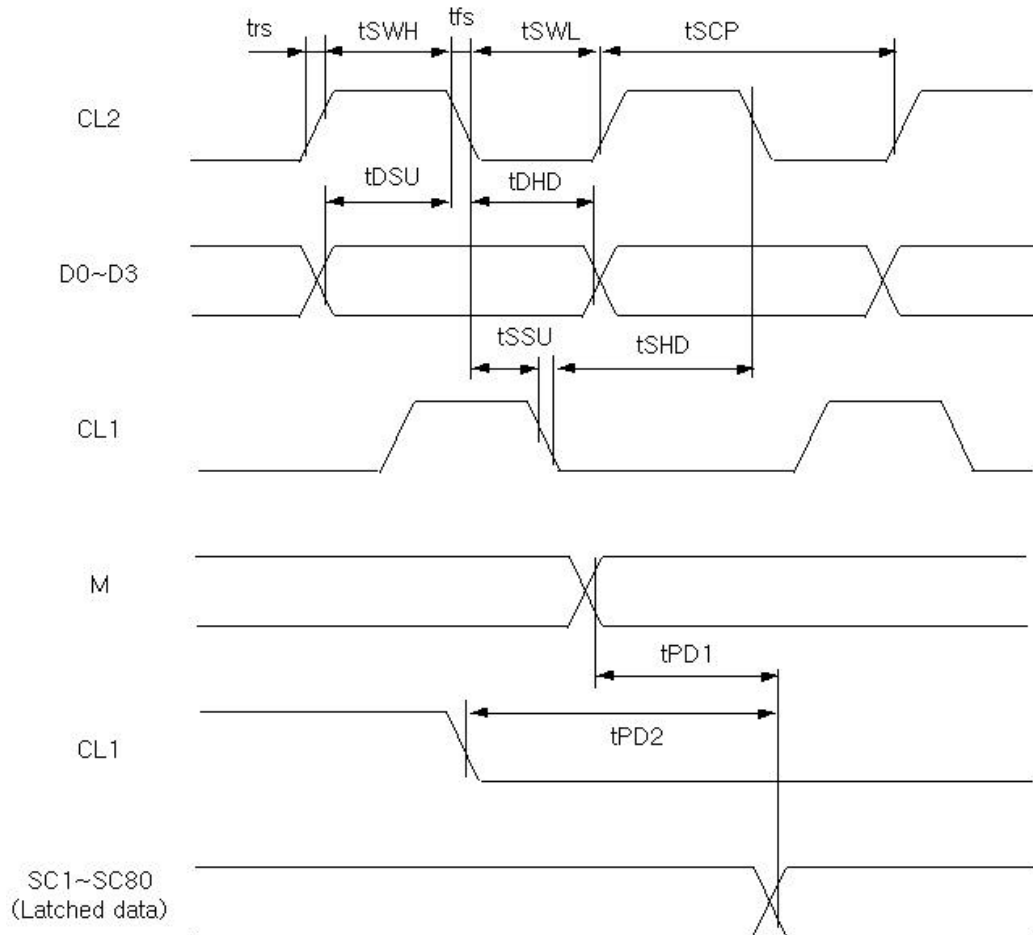 trs tSWH tfs tSWL tSCP
CL2
tDSU tDHD
D0~D3
tSSU tSHD
CL1
M
tPD1
tPD2
CL1
SC1~SC80
(Latched data)